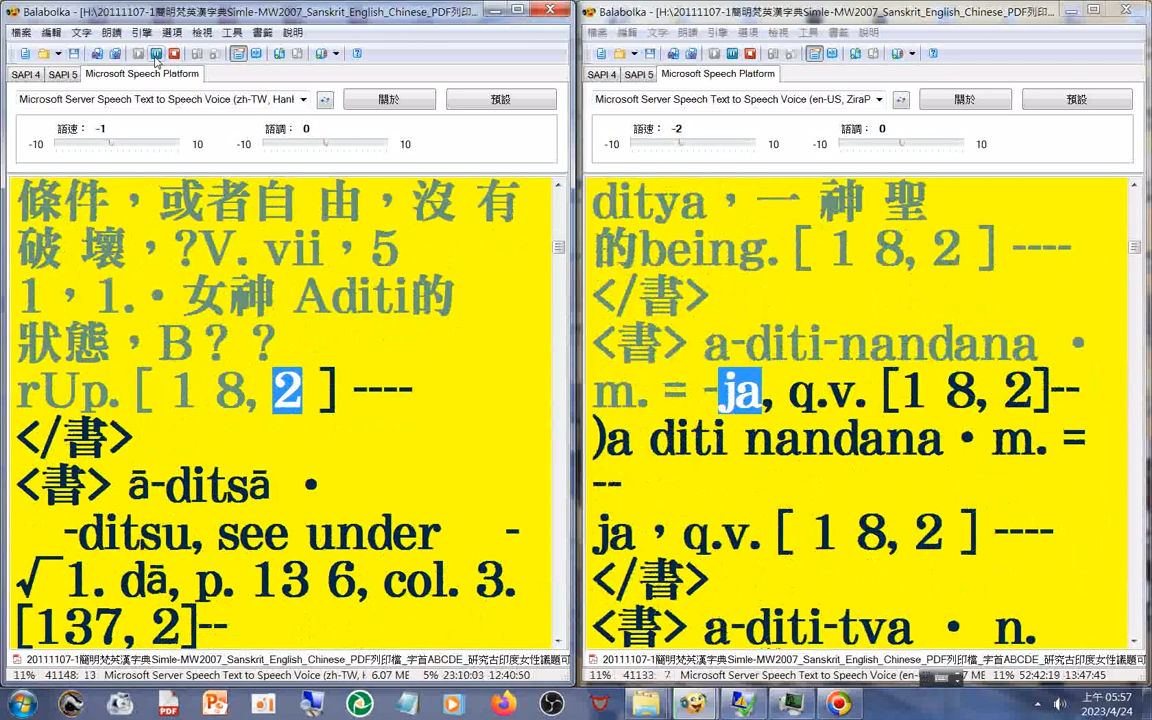 Balabolka - [H:\20111107-1簡明梵英漢字典Simle-MW2007_Sanskrit_English_Chinese_PDF列印...
檔案 編輯 文字 朗讀 引擎 選項 檢視 工具 書籤 說明
SAPI 4 SAPI 5 Microsoft Speech Platform
Microsoft Server Speech Text to Speech Voice (zh-TW, Hanl 關於 預設
語速： -1 語調： 0
-10 10 -10 10
條件，或者自 由，沒 有
破 壞，?V. vii，5
1，1.• 女神 Aditi的
狀態，B？？
rUp. [ 1 8, 2 ] ----
</書>
<書> ā-ditsā •
-ditsu, see under -
√ 1. dā, p. 13 6, col. 3.
[137, 2]--
20111107-1簡明梵英漢字典Simle-MW2007_Sanskrit_English_Chinese_PDF列印檔_字首ABCDE_研究古印度女性議題可
11% 41148: 13 Microsoft Server Speech Text to Speech Voice (zh-TW, H 6.07 ME 5% 23:10:03 12:40:50
Balabolka - [H:\20111107-1簡明梵英漢字典Simle-MW2007_Sanskrit_English_Chinese_PDF列印...
檔案 編輯 文字 朗讀 引擎 選項 檢視 工具 書籤 說明
SAPI 4 SAPI 5 Microsoft Speech Platform
Microsoft Server Speech Text to Speech Voice (en-US, ZiraP 關於 預設
語速： -2 語調： 0
-10 10 -10 10
ditya，一 神 聖
的being. [ 1 8, 2 ] ----
</書>
<書> a-diti-nandana •
m. = -ja, q.v. [1 8, 2]--
)a diti nandana • m. =
--
ja，q.v. [ 1 8, 2 ] ----
</書>
<書> a-diti-tva • n.
20111107-1簡明梵英漢字典Simle-MW2007_Sanskrit_English_Chinese_PDF列印檔_字首ABCDE_研究古印度女性議題可
11% 41133: 7 Microsoft Server Speech Text to Speech Voice ME 11% 52:42:19 13:47:45
上午 05:57
2023/4/24